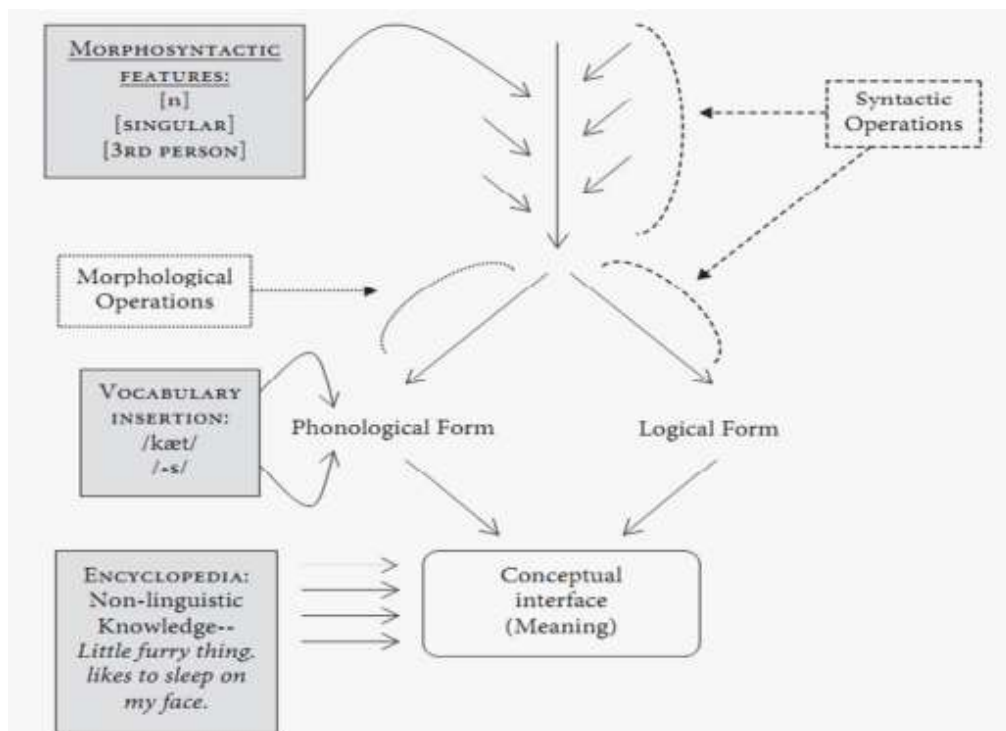 MORPHOSYNTACTIC
FEATURES:
[n]
[SINGULAR]
[3RD PERSON]
Syntactic
Operations
Morphological
Operations
VOCABULARY
INSERTION:
/kæt/
/-s/
Phonological Form
Logical Form
ENCYCLOPEDIA:
Non-linguistic
Knowledge--
Little furry thing,
likes to sleep on
my face.
Conceptual
interface
(Meaning)